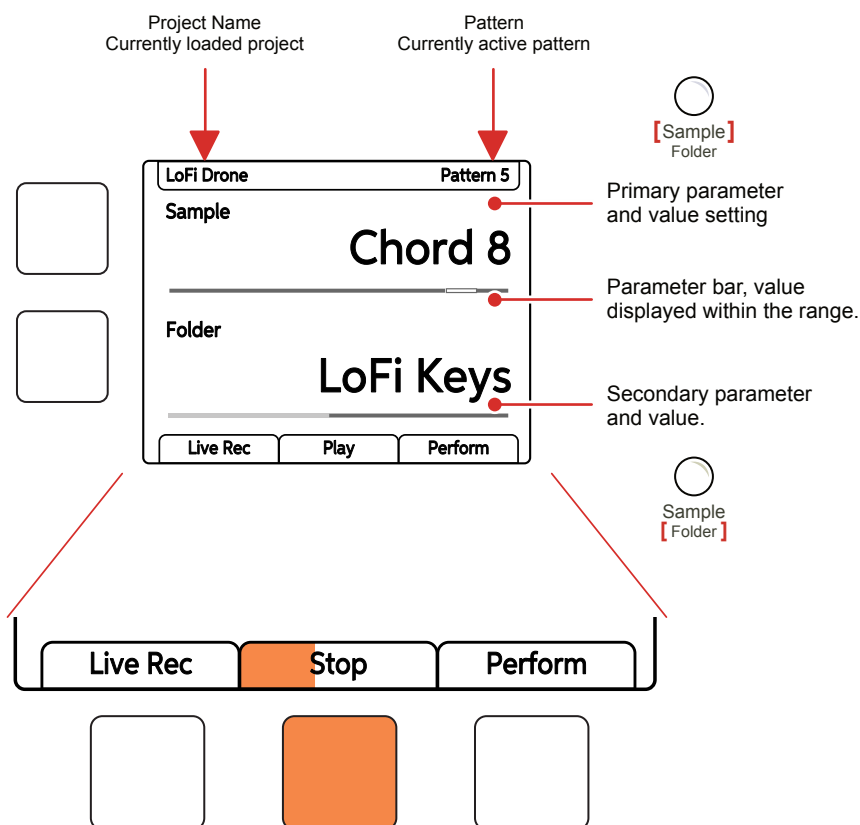 Project Name
Currently loaded project
Pattern
Currently active pattern
[Sample]
Folder
LoFi Drone
Pattern 5
Sample
Chord 8
Primary parameter
and value setting
Parameter bar, value
displayed within the range.
Folder
LoFi Keys
Secondary parameter
and value.
Live Rec
Play
Perform
Sample
[Folder]
Live Rec
Stop
Perform